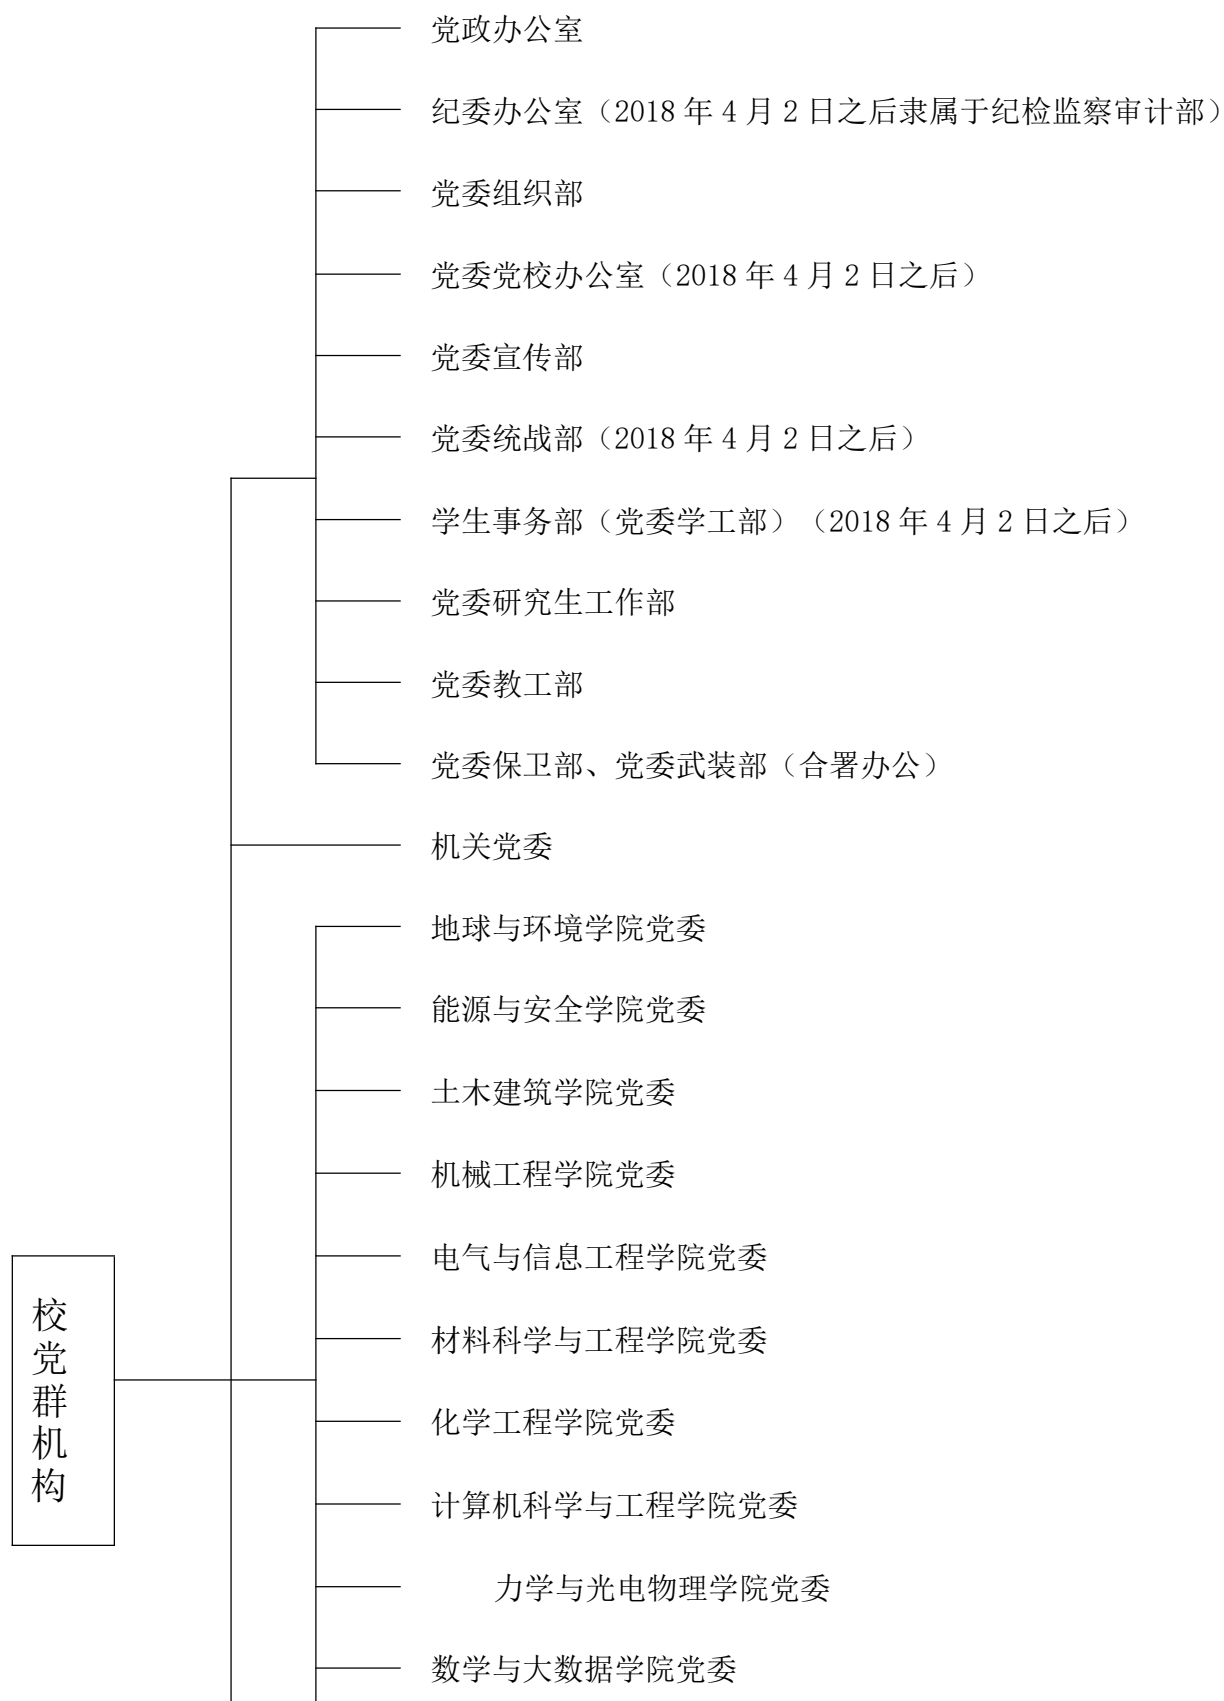 党政办公室
纪委办公室（2018 年 4 月 2 日之后隶属于纪检监察审计部）
党委组织部
党委党校办公室（2018 年 4 月 2 日之后）
党委宣传部
党委统战部（2018 年 4 月 2 日之后）
学生事务部（党委学工部）（2018 年 4 月 2 日之后）
党委研究生工作部
党委教工部
党委保卫部、党委武装部（合署办公）
机关党委
地球与环境学院党委
能源与安全学院党委
土木建筑学院党委
机械工程学院党委
电气与信息工程学院党委
材料科学与工程学院党委
化学工程学院党委
计算机科学与工程学院党委
力学与光电物理学院党委
数学与大数据学院党委
校党群机构